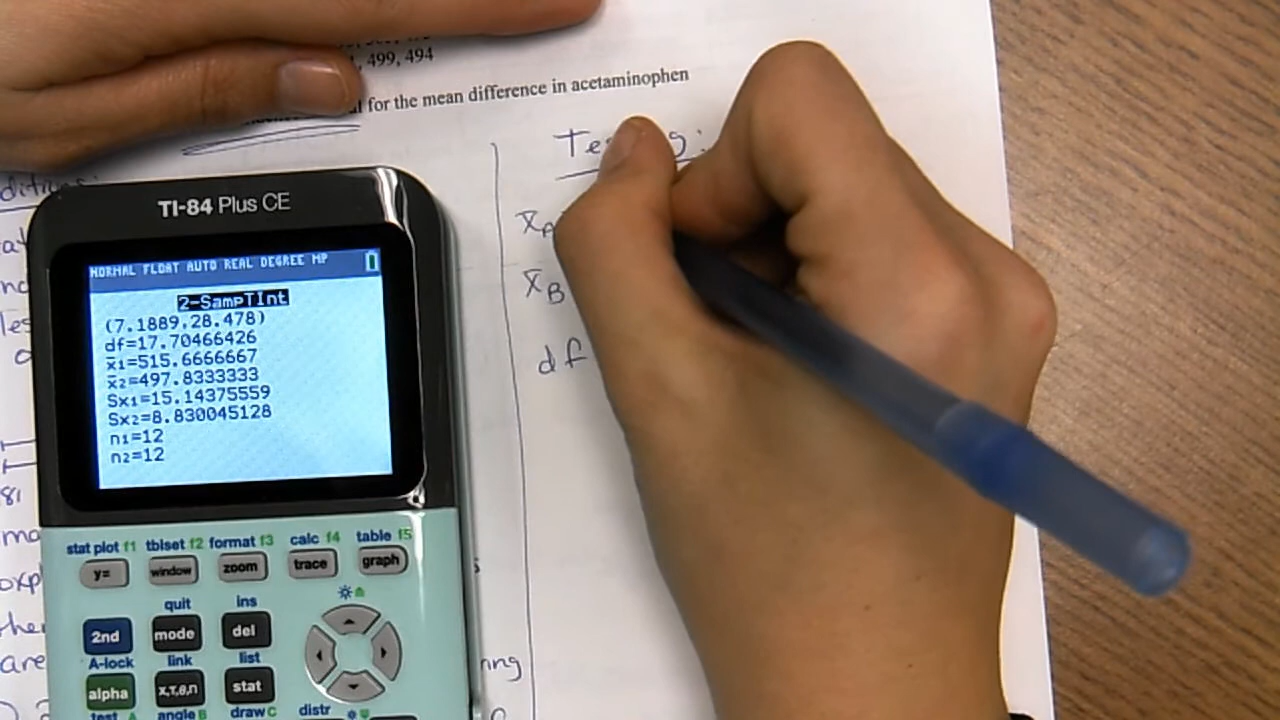 499, 494
for the mean difference in acetaminophen
TI-84 Plus CE
NORMAL FLOAT AUTO REAL DEGREE MP
2-SampTInt
(7.1889,28.478)
df=17.70466426
x̄1=515.6666667
x̄2=497.8333333
Sx1=15.14375559
Sx2=8.830045128
n1=12
n2=12
x̄A
x̄B
df
stat plot f1 tblset f2 format f3 calc f4 table f5
y= window zoom trace graph
quit ins
2nd mode del
A-lock link list
alpha X,T,θ,n stat
test A angle B draw C distr